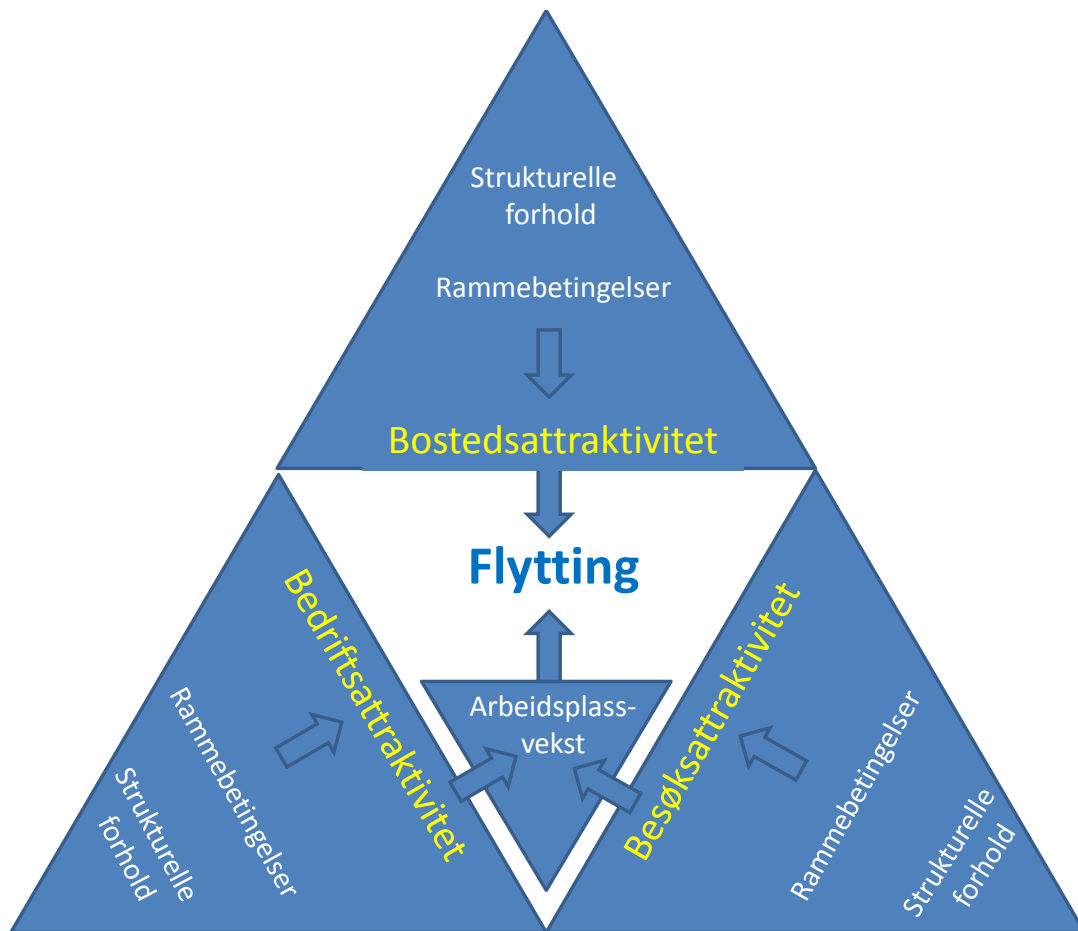 Strukturelle
forhold
Rammebetingelser
Bostedsattraktivitet
Flytting
Bedriftsattraktivitet
Rammebetingelser
Strukturelle
forhold
Arbeidsplass-
vekst
Besøksattraktivitet
Rammebetingelser
Strukturelle
forhold